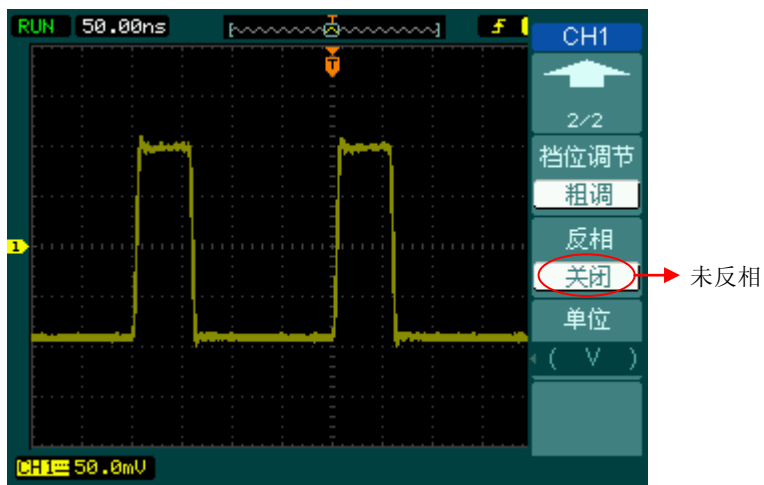 RUN 50.00ns
CH1
T
2/2
档位调节
粗调
反相
1
关闭
未反相
单位
( V )
CH1 50.0mV